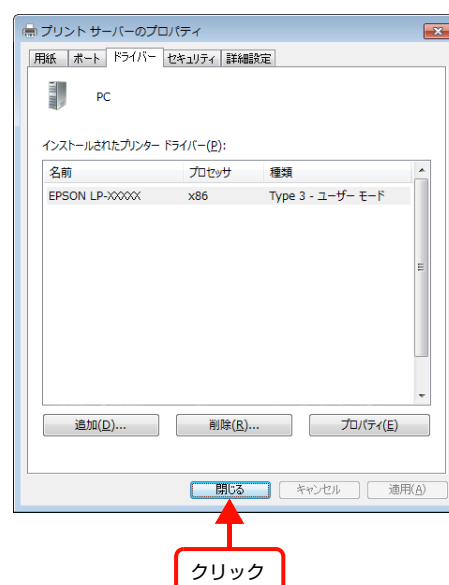 プリント サーバーのプロパティ
用紙 ポート ドライバー セキュリティ 詳細設定
PC
インストールされたプリンター ドライバー(P):
名前 プロセッサ 種類
EPSON LP-XXXXX x86 Type 3 - ユーザー モード
追加(D)... 削除(R)... プロパティ(E)
閉じる キャンセル 適用(A)
クリック